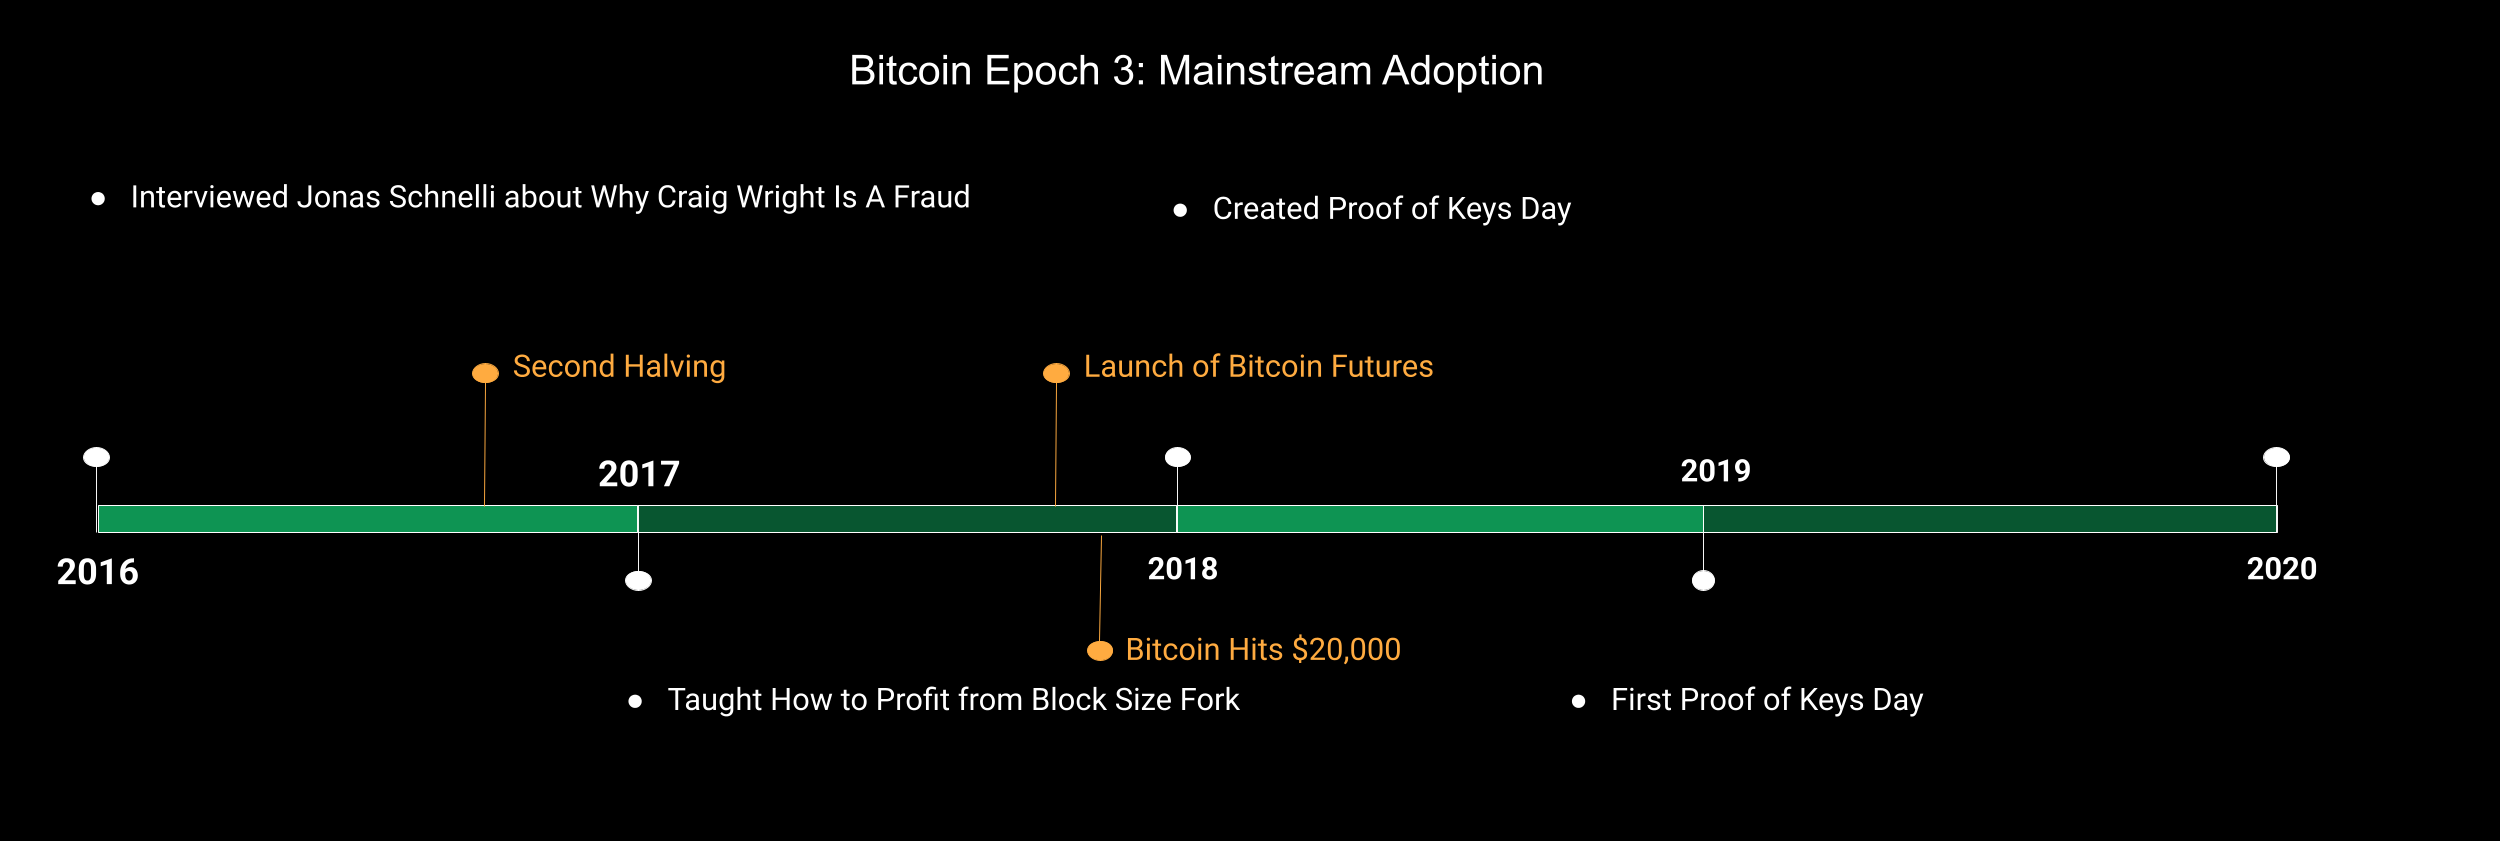 Bitcoin Epoch 3: Mainstream Adoption
Interviewed Jonas Schnelli about Why Craig Wright Is A Fraud
Created Proof of Keys Day
Second Halving
Launch of Bitcoin Futures
2017
2019
2016
2018
2020
Bitcoin Hits $20,000
Taught How to Profit from Block Size Fork
First Proof of Keys Day